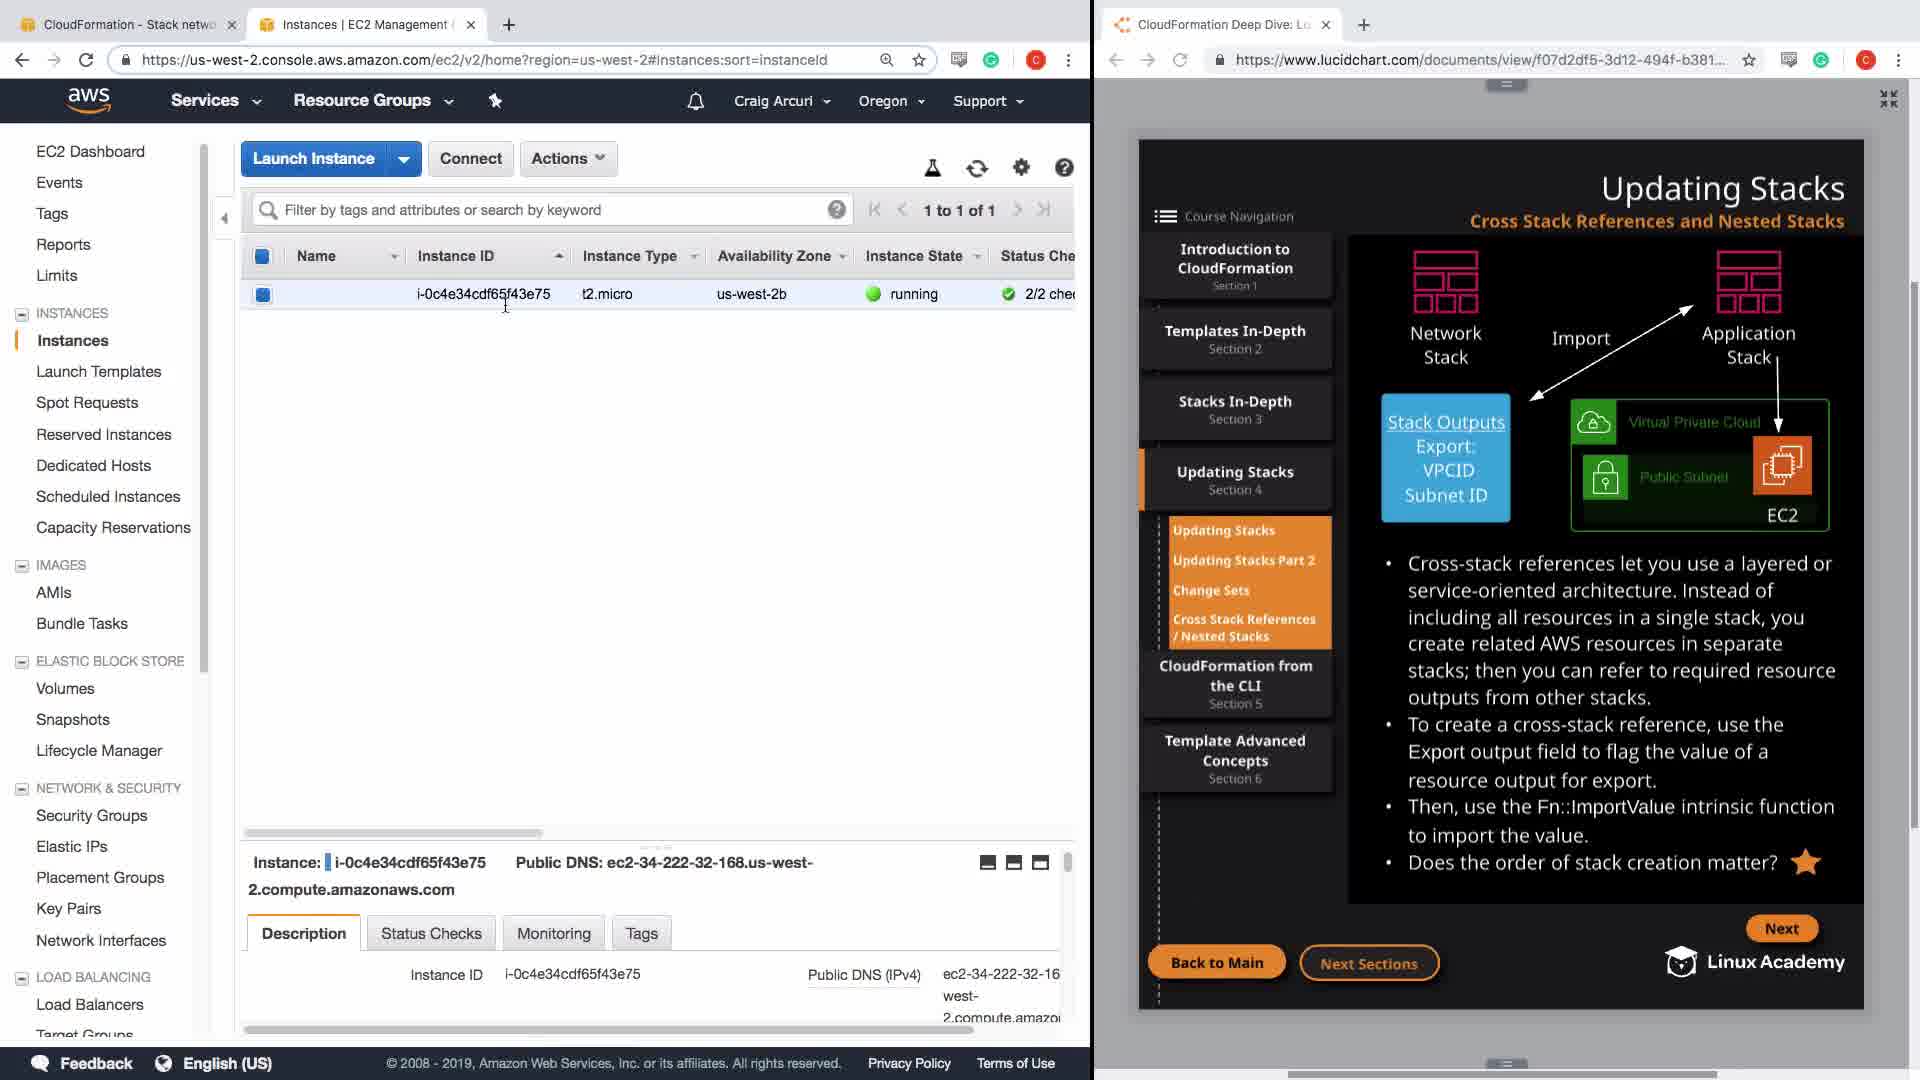 CloudFormation - Stack netwo
Instances | EC2 Management
https://us-west-2.console.aws.amazon.com/ec2/v2/home?region=us-west-2#Instances:sort=instanceId
C
aws
Services
Resource Groups
Craig Arcuri
Oregon
Support
EC2 Dashboard
Events
Tags
Reports
Limits
INSTANCES
Instances
Launch Templates
Spot Requests
Reserved Instances
Dedicated Hosts
Scheduled Instances
Capacity Reservations
IMAGES
AMIs
Bundle Tasks
ELASTIC BLOCK STORE
Volumes
Snapshots
Lifecycle Manager
NETWORK & SECURITY
Security Groups
Elastic IPs
Placement Groups
Key Pairs
Network Interfaces
LOAD BALANCING
Load Balancers
Target Groups
Launch Instance
Connect
Actions
Filter by tags and attributes or search by keyword
1 to 1 of 1
Name
Instance ID
Instance Type
Availability Zone
Instance State
Status Che
i-0c4e34cdf65f43e75
t2.micro
us-west-2b
running
2/2 chec
Instance: i-0c4e34cdf65f43e75
Public DNS: ec2-34-222-32-168.us-west-
2.compute.amazonaws.com
Description
Status Checks
Monitoring
Tags
Instance ID
i-0c4e34cdf65f43e75
Public DNS (IPv4)
ec2-34-222-32-16
west-
2.compute.amazo
Feedback
English (US)
© 2008 - 2019, Amazon Web Services, Inc. or its affiliates. All rights reserved.
Privacy Policy
Terms of Use
CloudFormation Deep Dive: Lu
https://www.lucidchart.com/documents/view/f07d2df5-3d12-494f-b381...
C
Updating Stacks
Cross Stack References and Nested Stacks
Course Navigation
Introduction to
CloudFormation
Section 1
Templates In-Depth
Section 2
Stacks In-Depth
Section 3
Updating Stacks
Section 4
Updating Stacks
Updating Stacks Part 2
Change Sets
Cross Stack References
/ Nested Stacks
CloudFormation from
the CLI
Section 5
Template Advanced
Concepts
Section 6
Network
Stack
Import
Application
Stack
Stack Outputs
Export:
VPCID
Subnet ID
Virtual Private Cloud
Public Subnet
EC2
• Cross-stack references let you use a layered or
service-oriented architecture. Instead of
including all resources in a single stack, you
create related AWS resources in separate
stacks; then you can refer to required resource
outputs from other stacks.
• To create a cross-stack reference, use the
Export output field to flag the value of a
resource output for export.
• Then, use the Fn::ImportValue intrinsic function
to import the value.
• Does the order of stack creation matter?
Next
Back to Main
Next Sections
Linux Academy